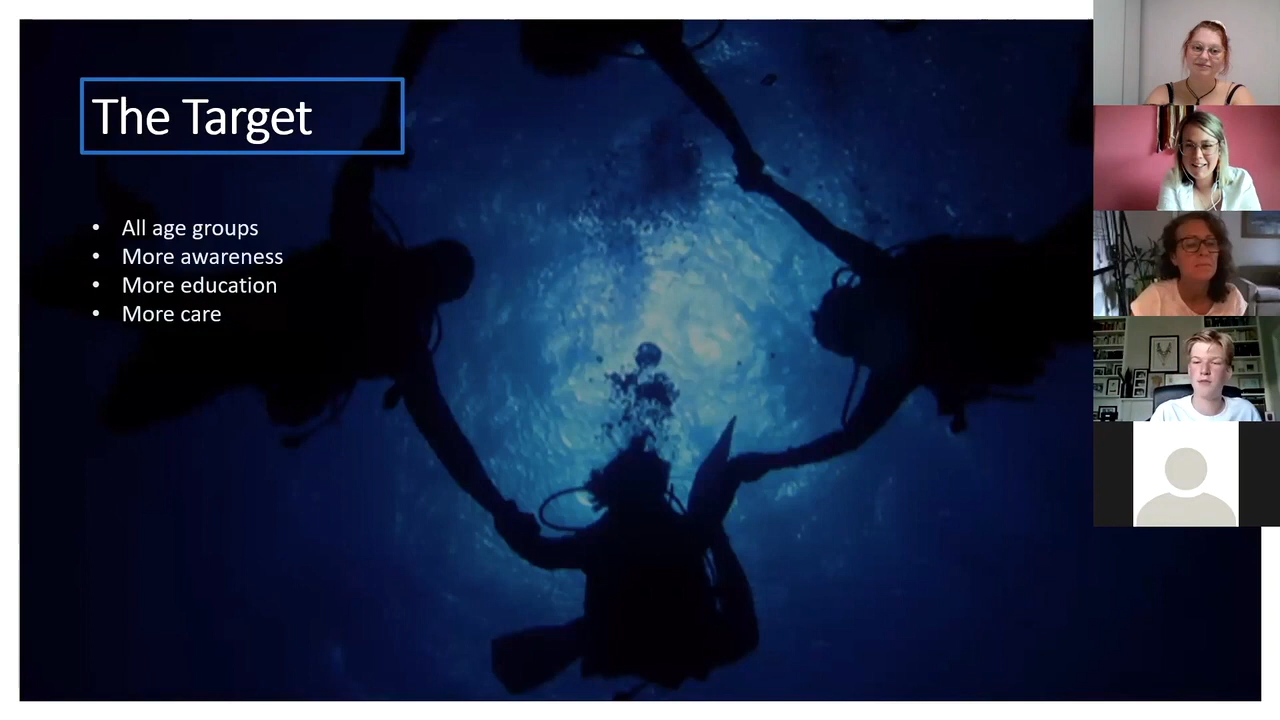 The Target
• All age groups
• More awareness
• More education
• More care